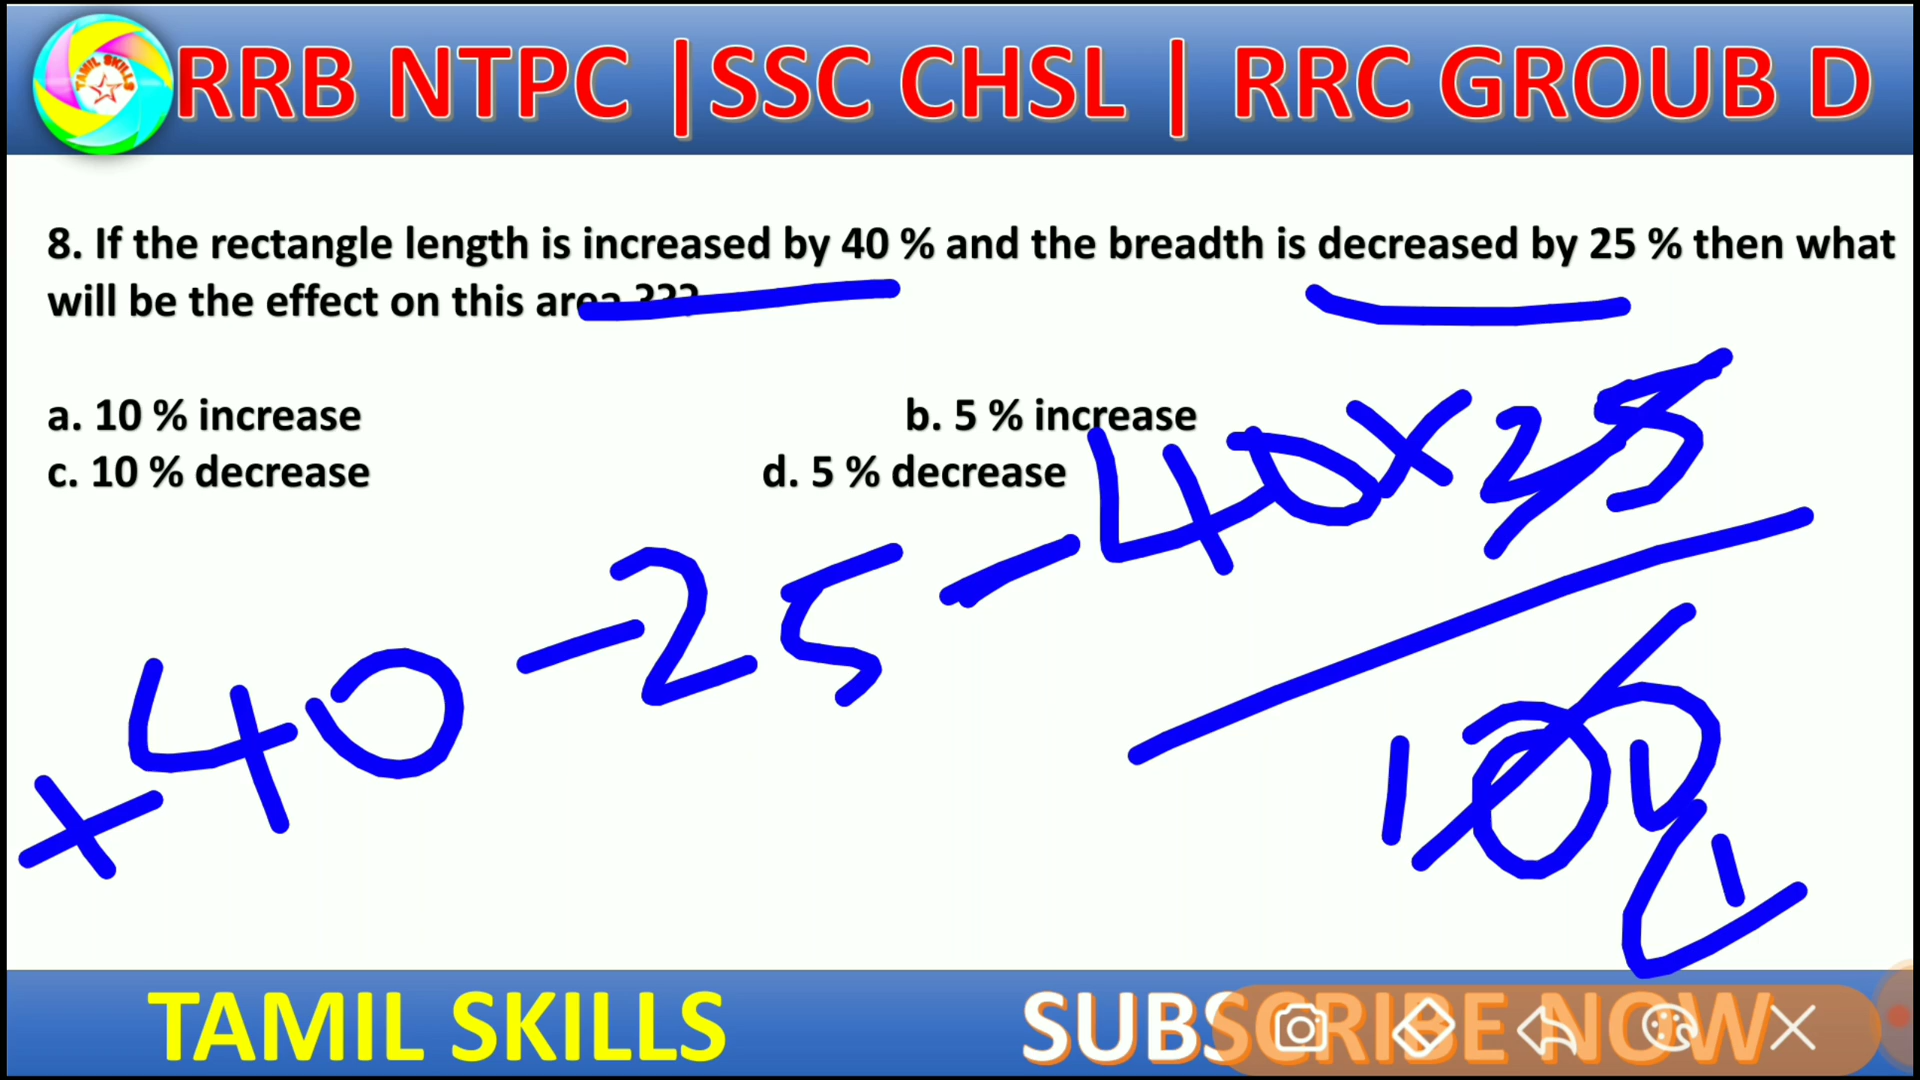 TAMIL SKILLS
RRB NTPC | SSC CHSL | RRC GROUB D
8. If the rectangle length is increased by 40 % and the breadth is decreased by 25 % then what
will be the effect on this area ???
a. 10 % increase
b. 5 % increase
c. 10 % decrease
d. 5 % decrease
+40 -25 - 40×25
100
TAMIL SKILLS
SUBSCRIBE NOW